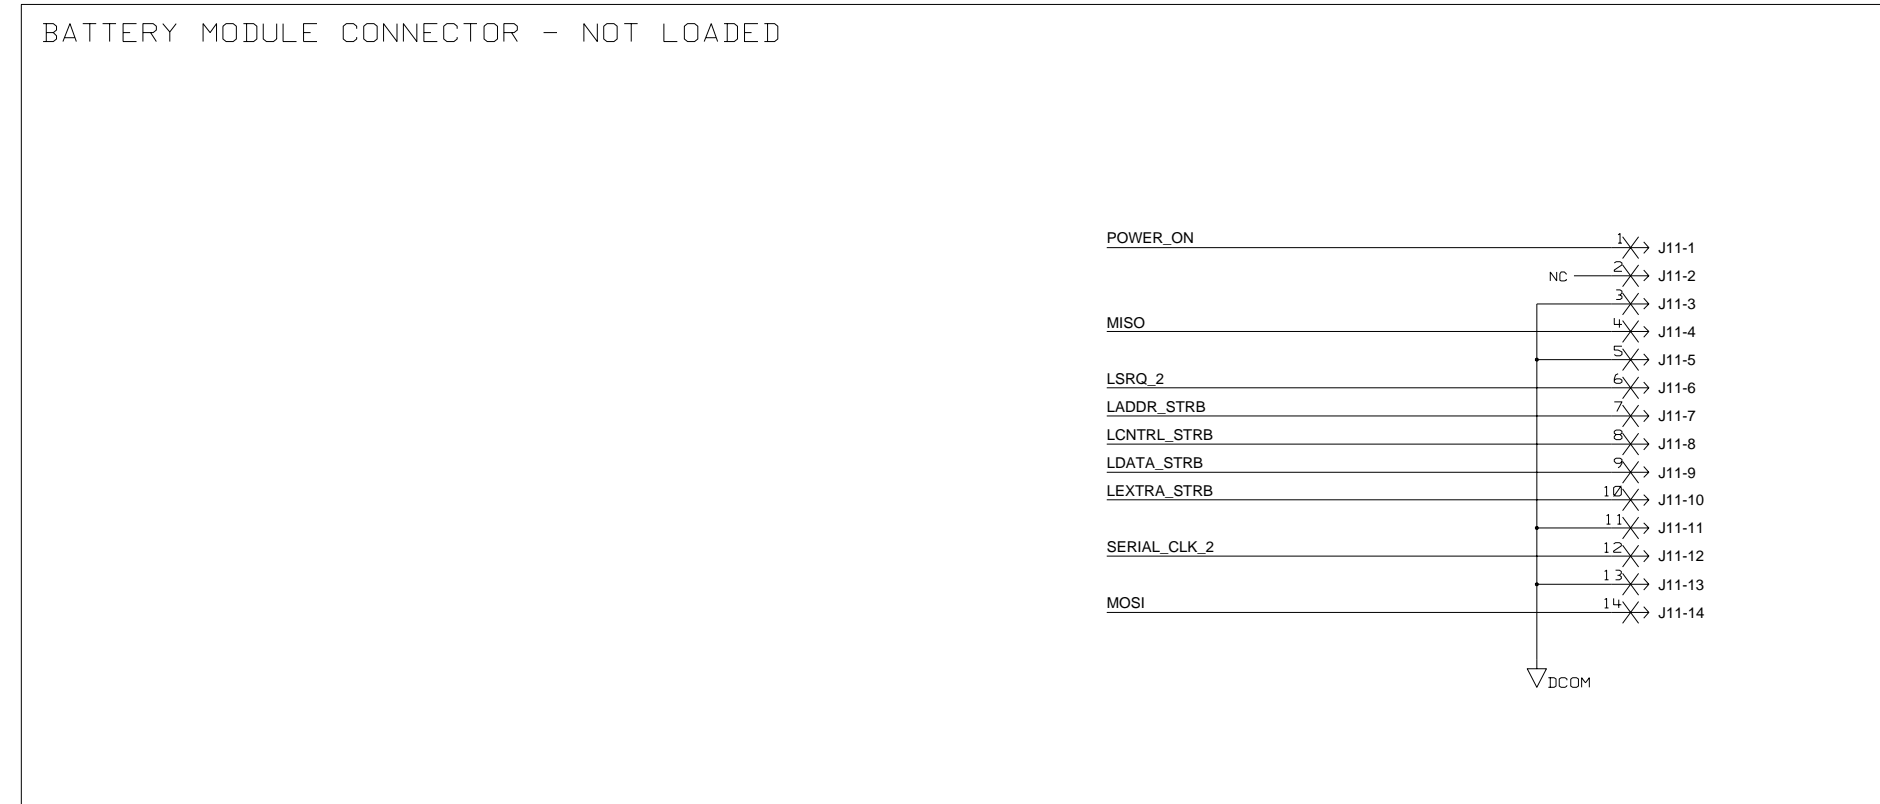 BATTERY MODULE CONNECTOR - NOT LOADED
POWER_ON 1 J11-1
NC 2 J11-2
3 J11-3
MISO 4 J11-4
5 J11-5
LSRQ_2 6 J11-6
LADDR_STRB 7 J11-7
LCNTRL_STRB 8 J11-8
LDATA_STRB 9 J11-9
LEXTRA_STRB 10 J11-10
11 J11-11
SERIAL_CLK_2 12 J11-12
13 J11-13
MOSI 14 J11-14
DCOM